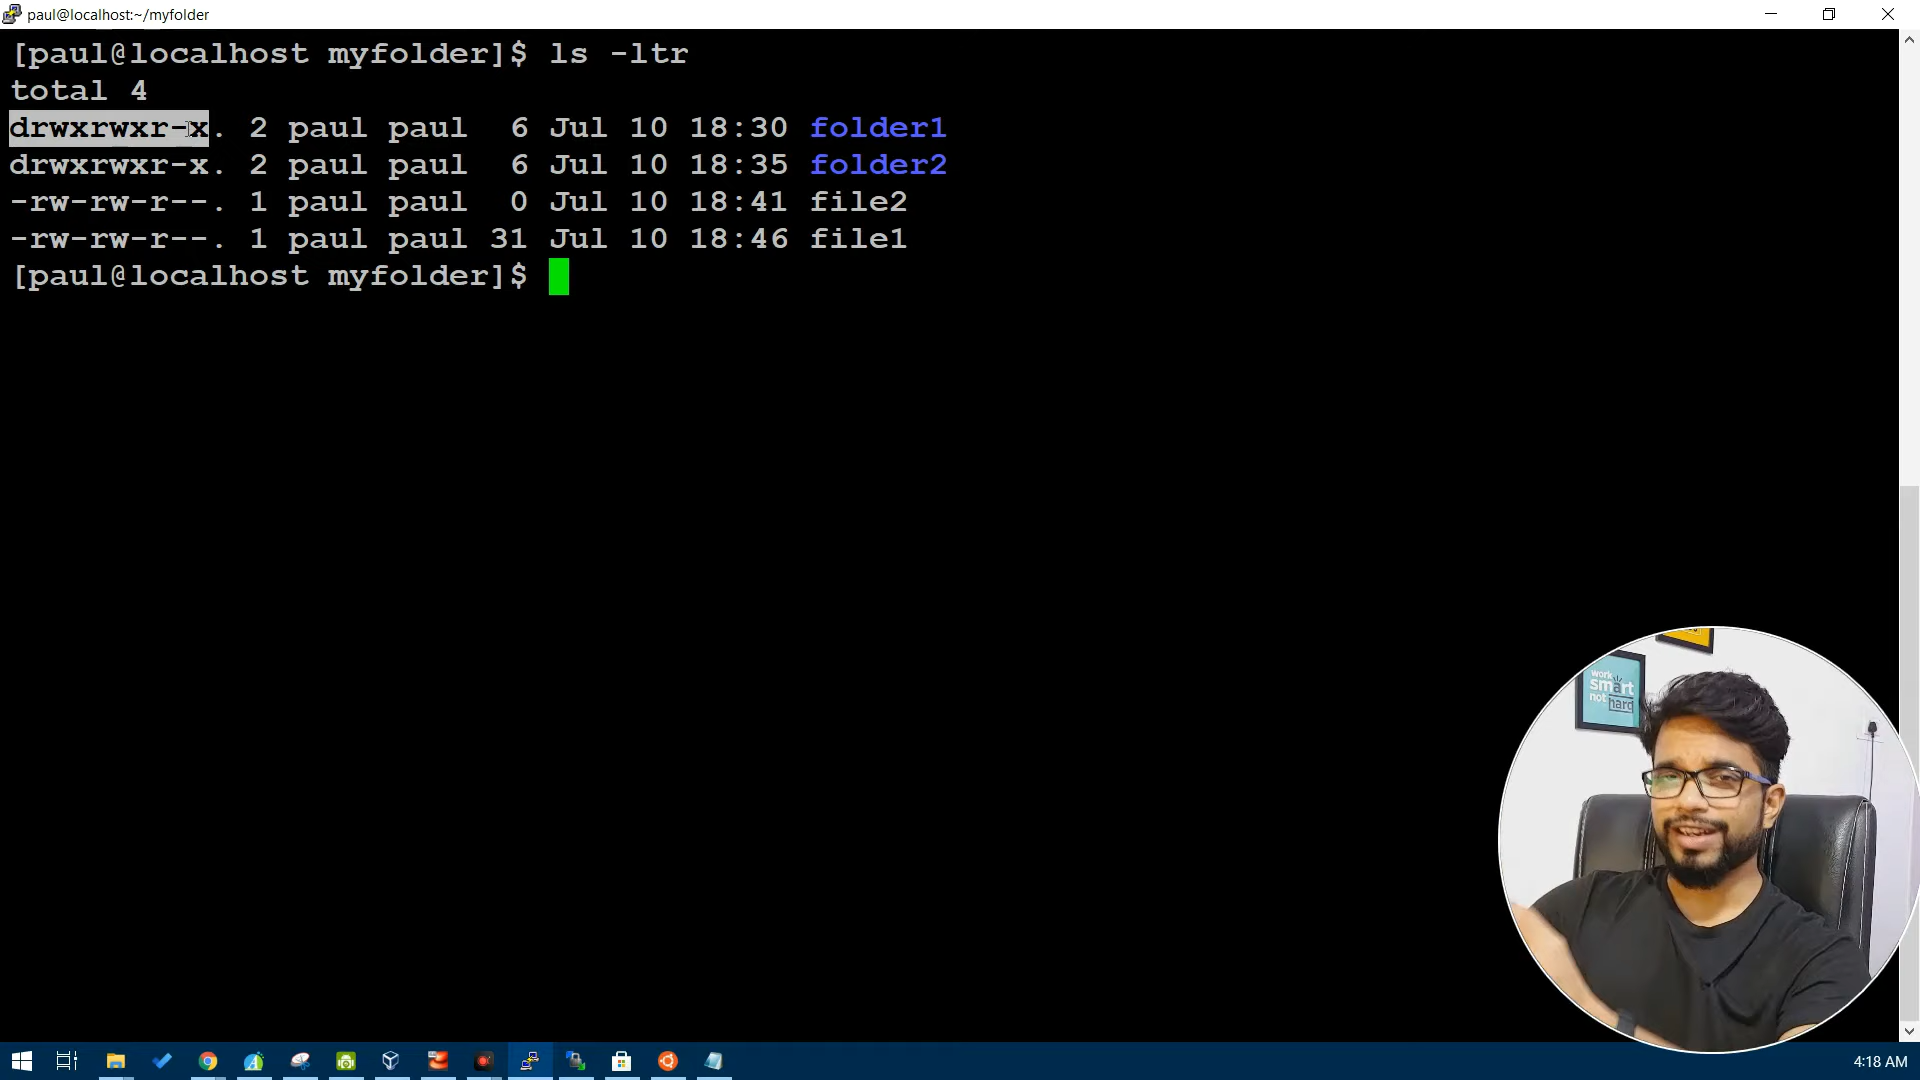 paul@localhost:~/myfolder
[paul@localhost myfolder]$ ls -ltr
total 4
drwxrwxr-x. 2 paul paul  6 Jul 10 18:30 folder1
drwxrwxr-x. 2 paul paul  6 Jul 10 18:35 folder2
-rw-rw-r--. 1 paul paul  0 Jul 10 18:41 file2
-rw-rw-r--. 1 paul paul 31 Jul 10 18:46 file1
[paul@localhost myfolder]$
work
smart
not hard
4:18 AM